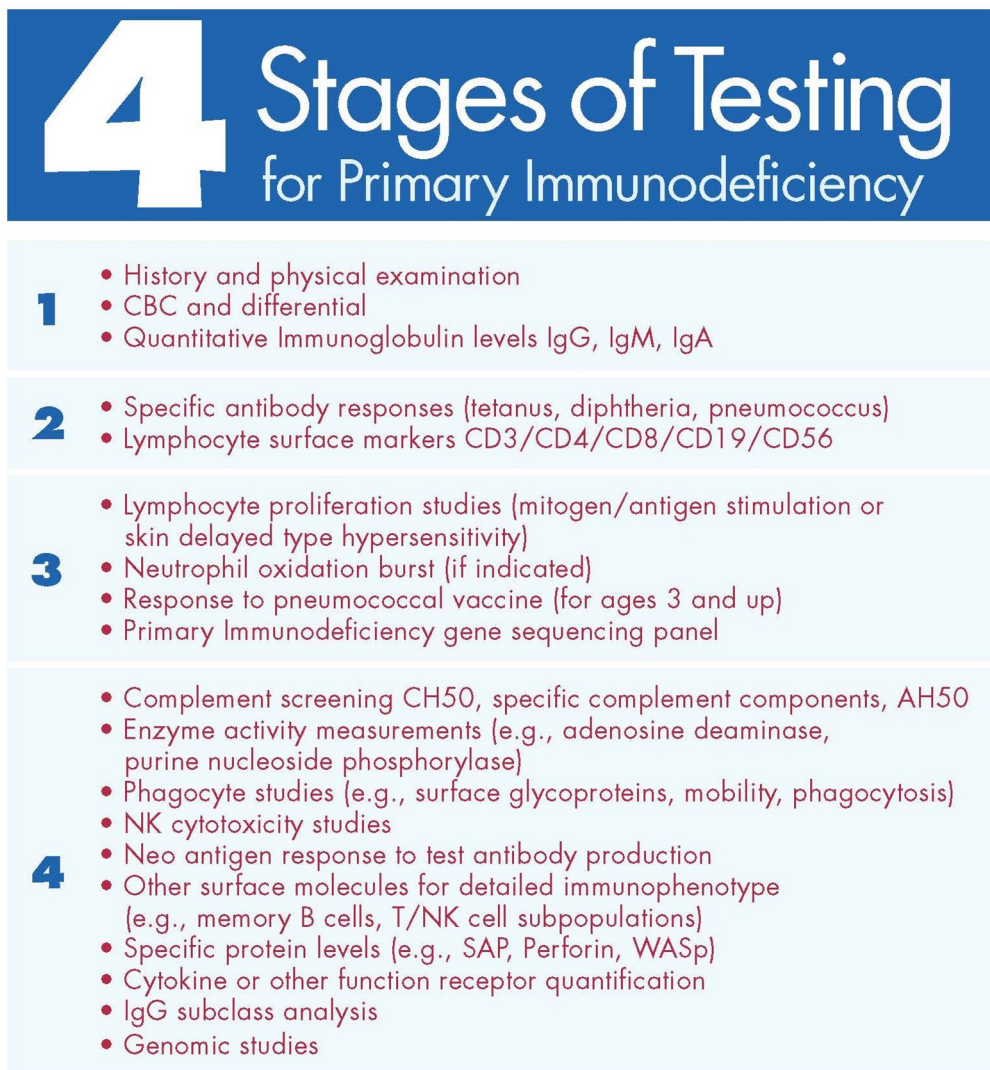 4 Stages of Testing
for Primary Immunodeficiency
1
• History and physical examination
• CBC and differential
• Quantitative Immunoglobulin levels IgG, IgM, IgA
2
• Specific antibody responses (tetanus, diphtheria, pneumococcus)
• Lymphocyte surface markers CD3/CD4/CD8/CD19/CD56
3
• Lymphocyte proliferation studies (mitogen/antigen stimulation or
skin delayed type hypersensitivity)
• Neutrophil oxidation burst (if indicated)
• Response to pneumococcal vaccine (for ages 3 and up)
• Primary Immunodeficiency gene sequencing panel
4
• Complement screening CH50, specific complement components, AH50
• Enzyme activity measurements (e.g., adenosine deaminase,
purine nucleoside phosphorylase)
• Phagocyte studies (e.g., surface glycoproteins, mobility, phagocytosis)
• NK cytotoxicity studies
• Neo antigen response to test antibody production
• Other surface molecules for detailed immunophenotype
(e.g., memory B cells, T/NK cell subpopulations)
• Specific protein levels (e.g., SAP, Perforin, WASp)
• Cytokine or other function receptor quantification
• IgG subclass analysis
• Genomic studies